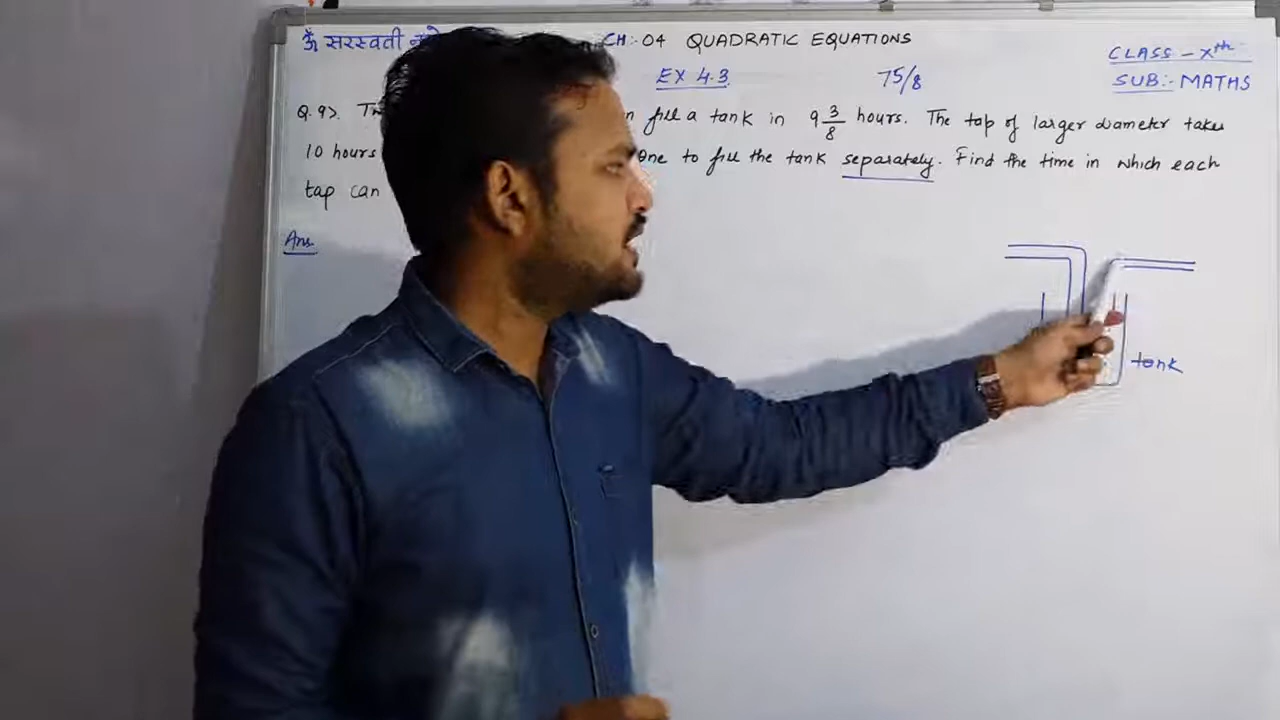 ॐ सरस्वती
CH:- 04 QUADRATIC EQUATIONS
CLASS - Xth
EX 4.3
75/8
SUB:- MATHS
Q.9>. fill a tank in 9 3/8 hours. The tap of larger diameter takes
10 hours one to fill the tank separately. Find the time in which each
tap can
Ans.
tank